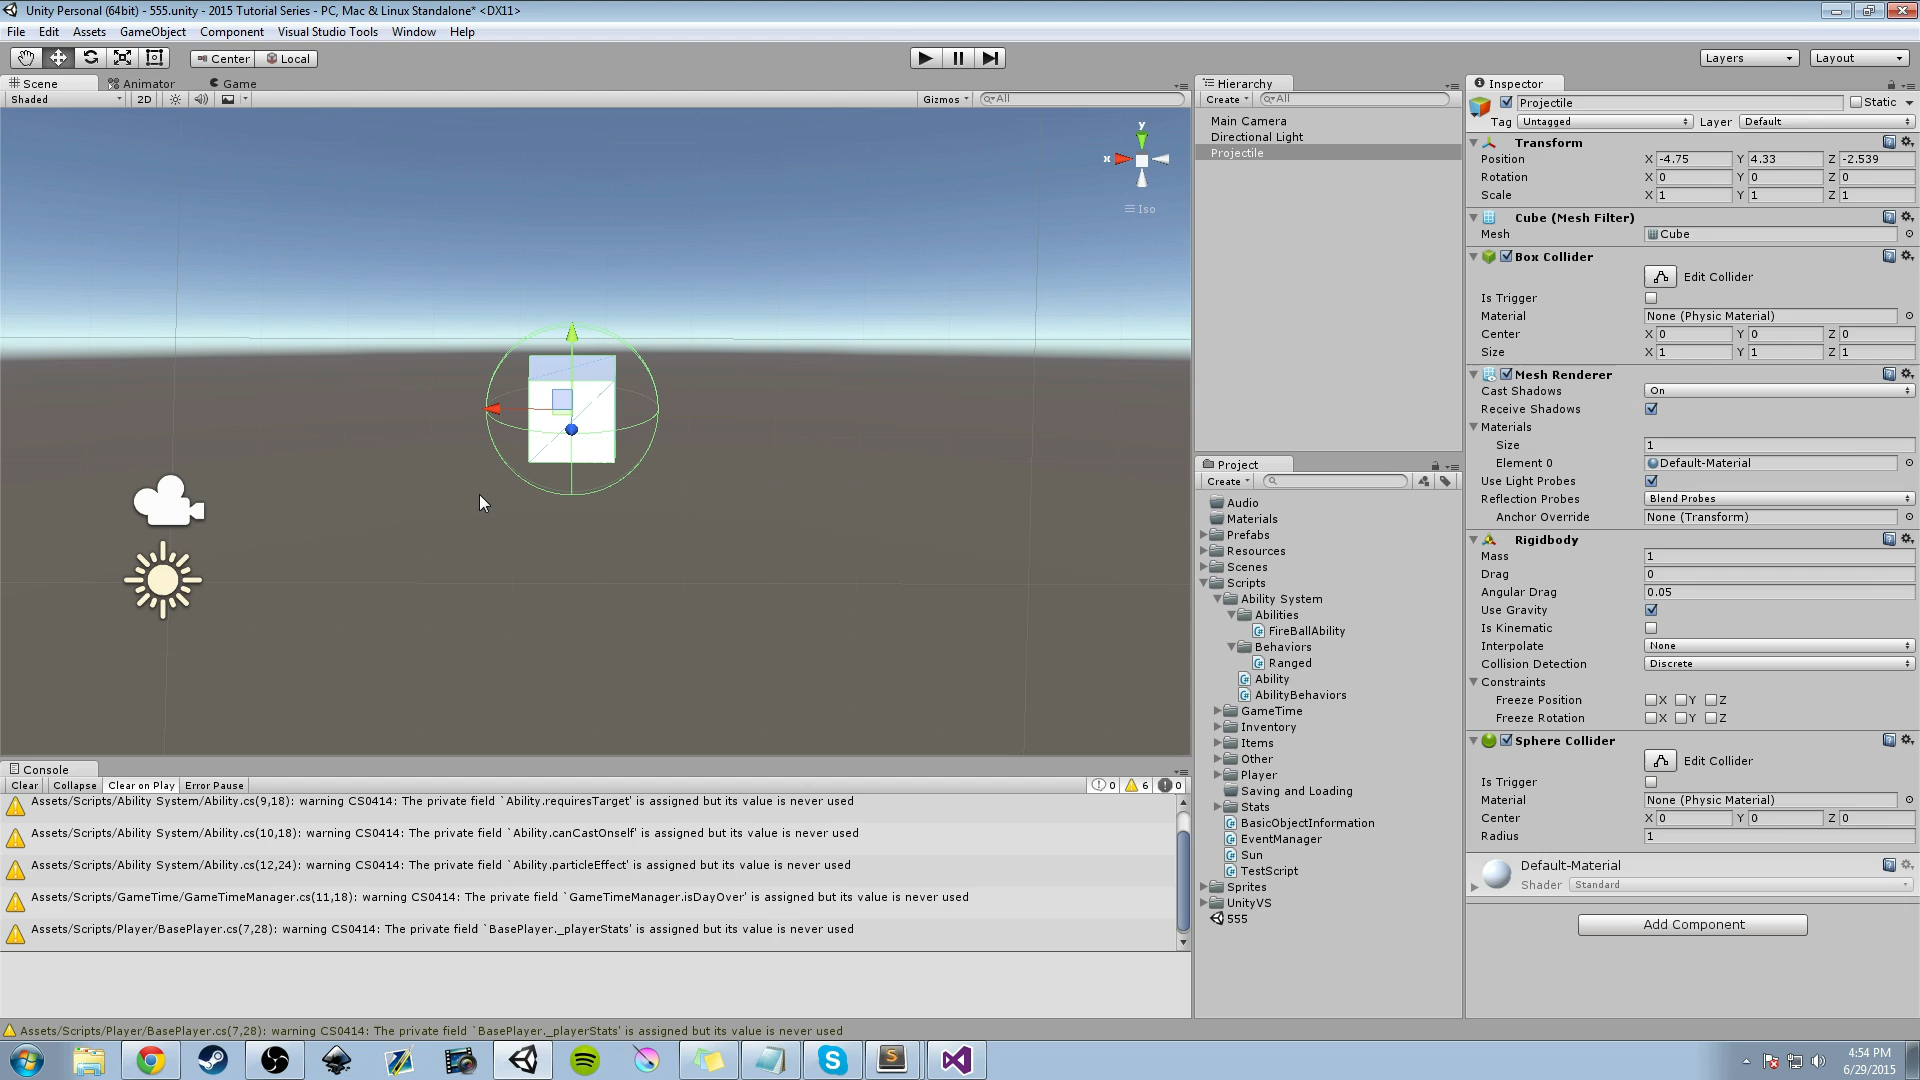 Unity Personal (64bit) - 555.unity - 2015 Tutorial Series - PC, Mac & Linux Standalone* <DX11>
File Edit Assets GameObject Component Visual Studio Tools Window Help
Center Local Layers Layout
Scene Animator Game
Shaded 2D Gizmos All
y
x
Iso
Hierarchy
Create All
Main Camera
Directional Light
Projectile
Project
Create
Audio
Materials
Prefabs
Resources
Scenes
Scripts
Ability System
Abilities
FireBallAbility
Behaviors
Ranged
Ability
AbilityBehaviors
GameTime
Inventory
Items
Other
Player
Saving and Loading
Stats
BasicObjectInformation
EventManager
Sun
TestScript
Sprites
UnityVS
555
Inspector
Projectile Static
Tag Untagged Layer Default
Transform
Position X -4.75 Y 4.33 Z -2.539
Rotation X 0 Y 0 Z 0
Scale X 1 Y 1 Z 1
Cube (Mesh Filter)
Mesh Cube
Box Collider
Edit Collider
Is Trigger
Material None (Physic Material)
Center X 0 Y 0 Z 0
Size X 1 Y 1 Z 1
Mesh Renderer
Cast Shadows On
Receive Shadows
Materials
Size 1
Element 0 Default-Material
Use Light Probes
Reflection Probes Blend Probes
Anchor Override None (Transform)
Rigidbody
Mass 1
Drag 0
Angular Drag 0.05
Use Gravity
Is Kinematic
Interpolate None
Collision Detection Discrete
Constraints
Freeze Position X Y Z
Freeze Rotation X Y Z
Sphere Collider
Edit Collider
Is Trigger
Material None (Physic Material)
Center X 0 Y 0 Z 0
Radius 1
Default-Material
Shader Standard
Add Component
Console
Clear Collapse Clear on Play Error Pause 0 6 0
Assets/Scripts/Ability System/Ability.cs(9,18): warning CS0414: The private field `Ability.requiresTarget' is assigned but its value is never used
Assets/Scripts/Ability System/Ability.cs(10,18): warning CS0414: The private field `Ability.canCastOnself' is assigned but its value is never used
Assets/Scripts/Ability System/Ability.cs(12,24): warning CS0414: The private field `Ability.particleEffect' is assigned but its value is never used
Assets/Scripts/GameTime/GameTimeManager.cs(11,18): warning CS0414: The private field `GameTimeManager.isDayOver' is assigned but its value is never used
Assets/Scripts/Player/BasePlayer.cs(7,28): warning CS0414: The private field `BasePlayer._playerStats' is assigned but its value is never used
Assets/Scripts/Player/BasePlayer.cs(7,28): warning CS0414: The private field `BasePlayer._playerStats' is assigned but its value is never used
4:54 PM
6/29/2015